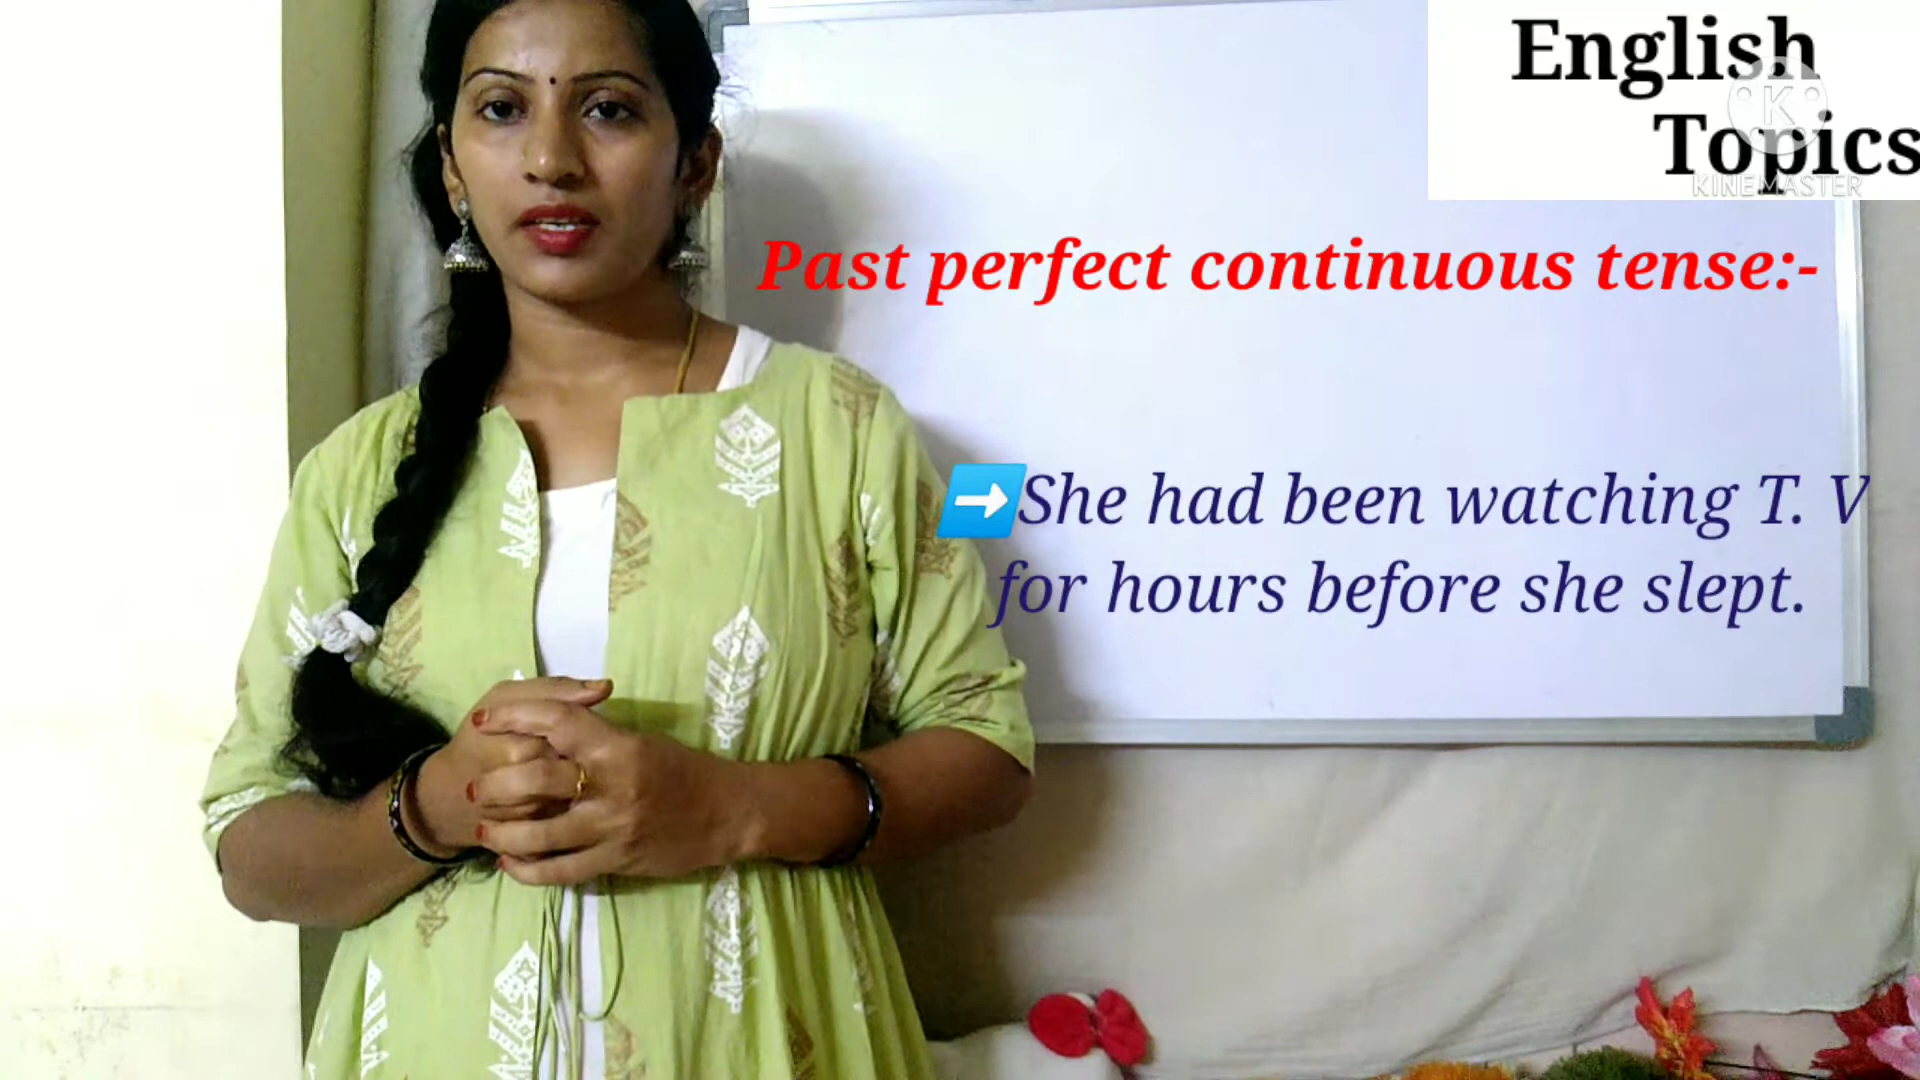 English
Topics
KINEMASTER
Past perfect continuous tense:-
➡She had been watching T. V
for hours before she slept.